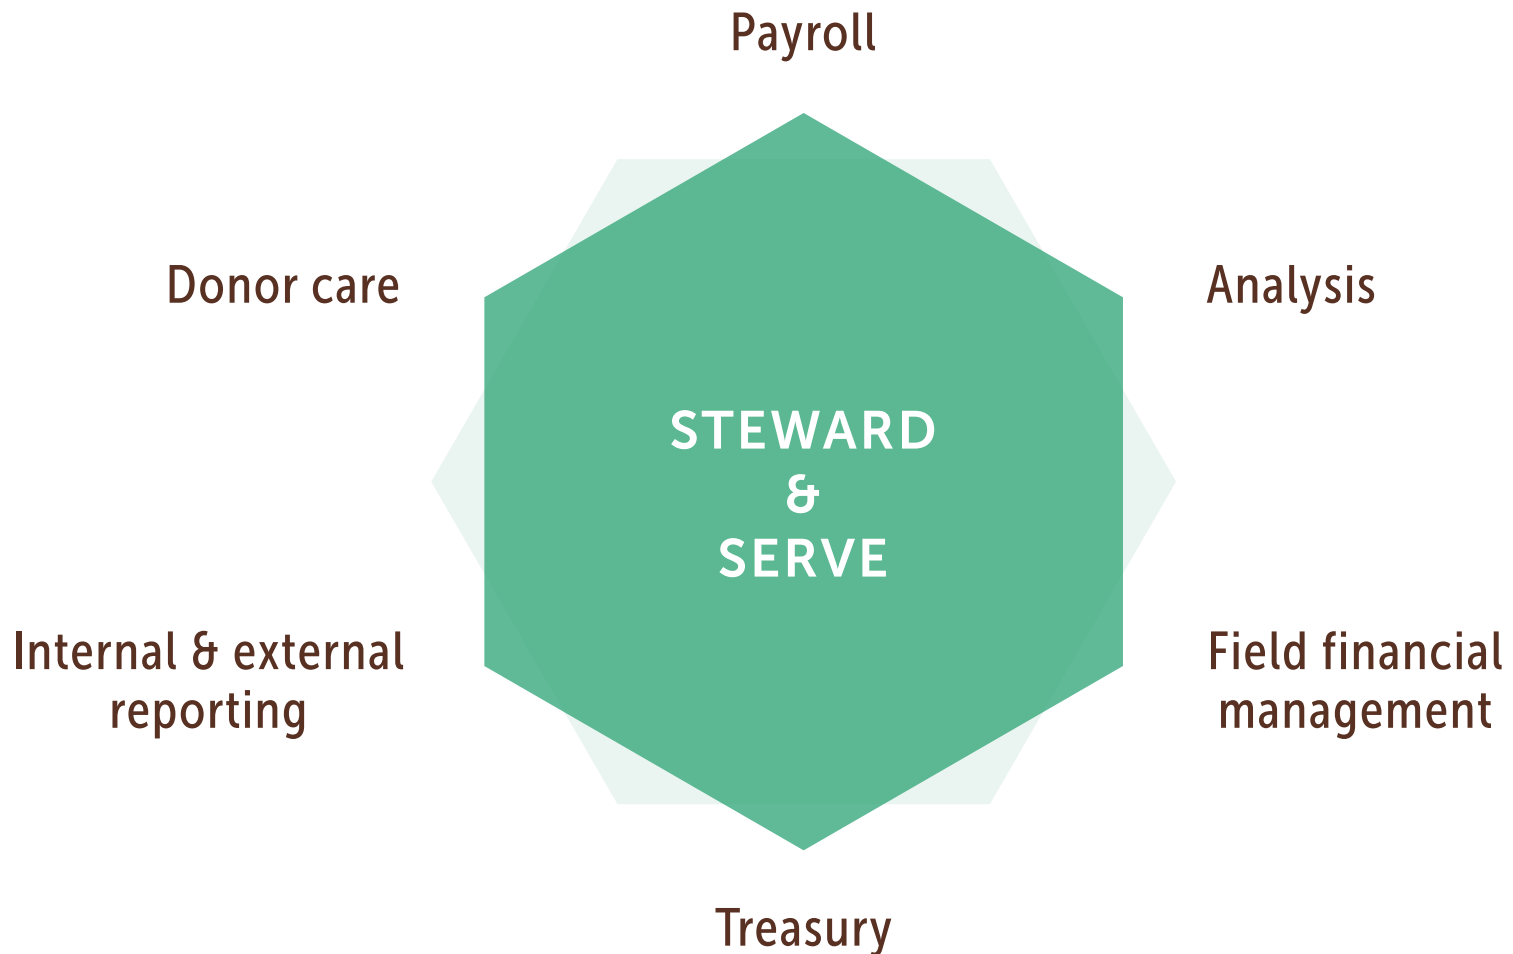 Payroll
Donor care
Analysis
STEWARD
&
SERVE
Internal & external
reporting
Field financial
management
Treasury